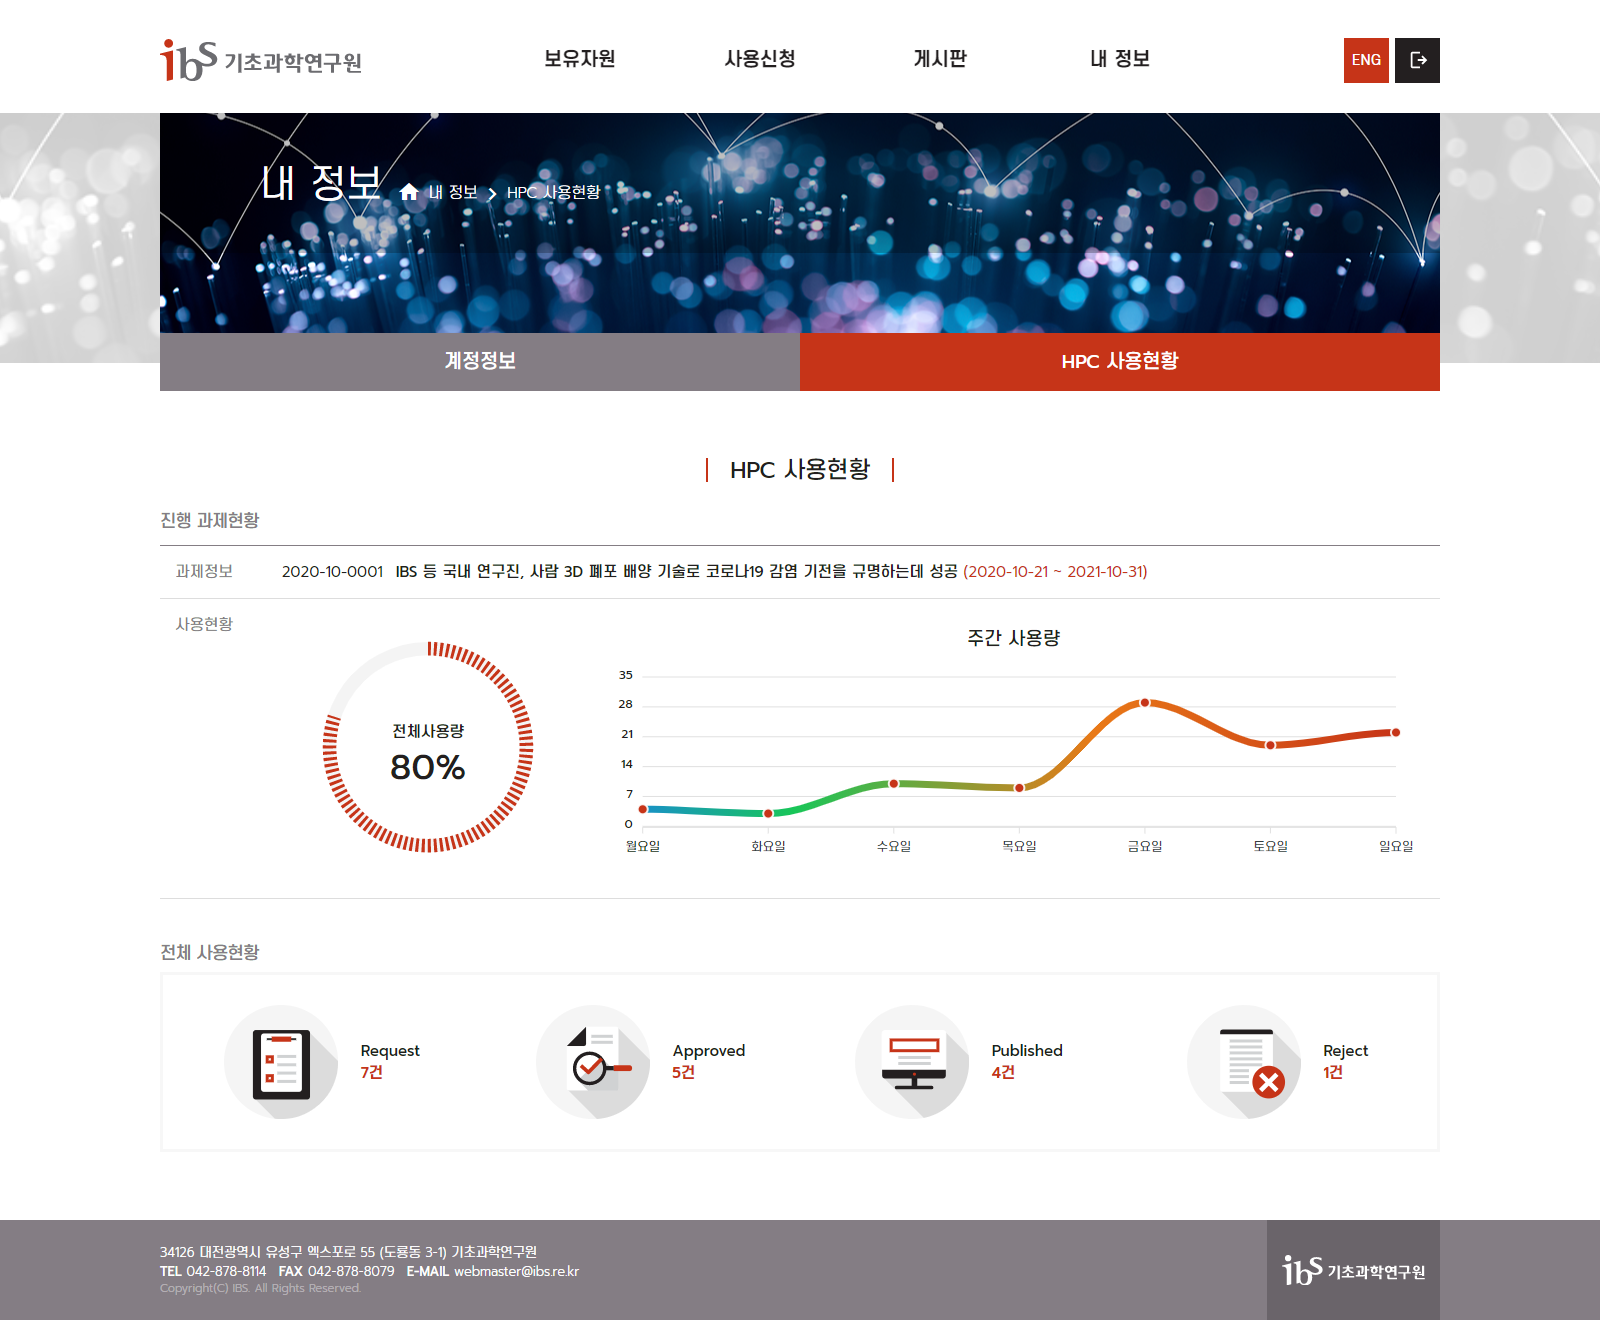 ibs 기초과학연구원
보유자원 사용신청 게시판 내 정보
ENG
내 정보 내 정보 HPC 사용현황
계정정보 HPC 사용현황
HPC 사용현황
진행 과제현황
과제정보 2020-10-0001 IBS 등 국내 연구진, 사람 3D 폐포 배양 기술로 코로나19 감염 기전을 규명하는데 성공 (2020-10-21 ~ 2021-10-31)
사용현황
전체사용량
80%
주간 사용량
35
28
21
14
7
0
월요일 화요일 수요일 목요일 금요일 토요일 일요일
전체 사용현황
Request
7건
Approved
5건
Published
4건
Reject
1건
34126 대전광역시 유성구 엑스포로 55 (도룡동 3-1) 기초과학연구원
TEL 042-878-8114 FAX 042-878-8079 E-MAIL webmaster@ibs.re.kr
Copyright(C) IBS. All Rights Reserved.
ibs 기초과학연구원